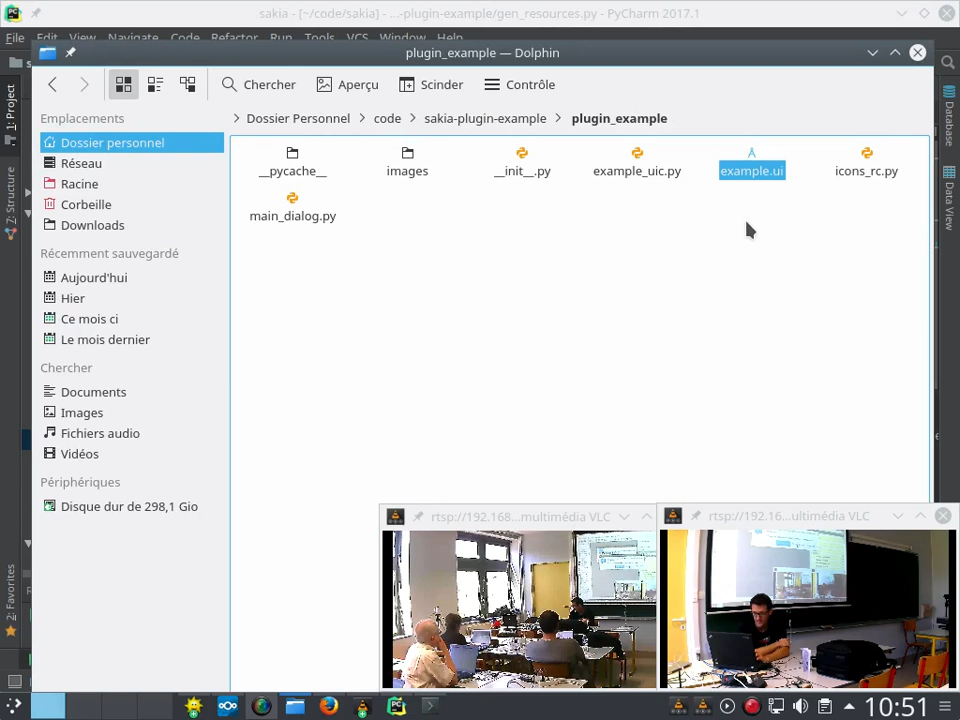 sakia - [~/code/sakia] - ...-plugin-example/gen_resources.py - PyCharm 2017.1
File Edit View Navigate Code Refactor Run Tools VCS Window Help
plugin_example — Dolphin
Chercher Aperçu Scinder Contrôle
Dossier Personnel > code > sakia-plugin-example > plugin_example
1: Project
7: Structure
2: Favorites
Database
Data View
Emplacements
Dossier personnel
Réseau
Racine
Corbeille
Downloads
Récemment sauvegardé
Aujourd'hui
Hier
Ce mois ci
Le mois dernier
Chercher
Documents
Images
Fichiers audio
Vidéos
Périphériques
Disque dur de 298,1 Gio
__pycache__ images __init__.py example_uic.py example.ui icons_rc.py
main_dialog.py
rtsp://192.168...multimédia VLC
rtsp://192.16...ultimédia VLC
10:51